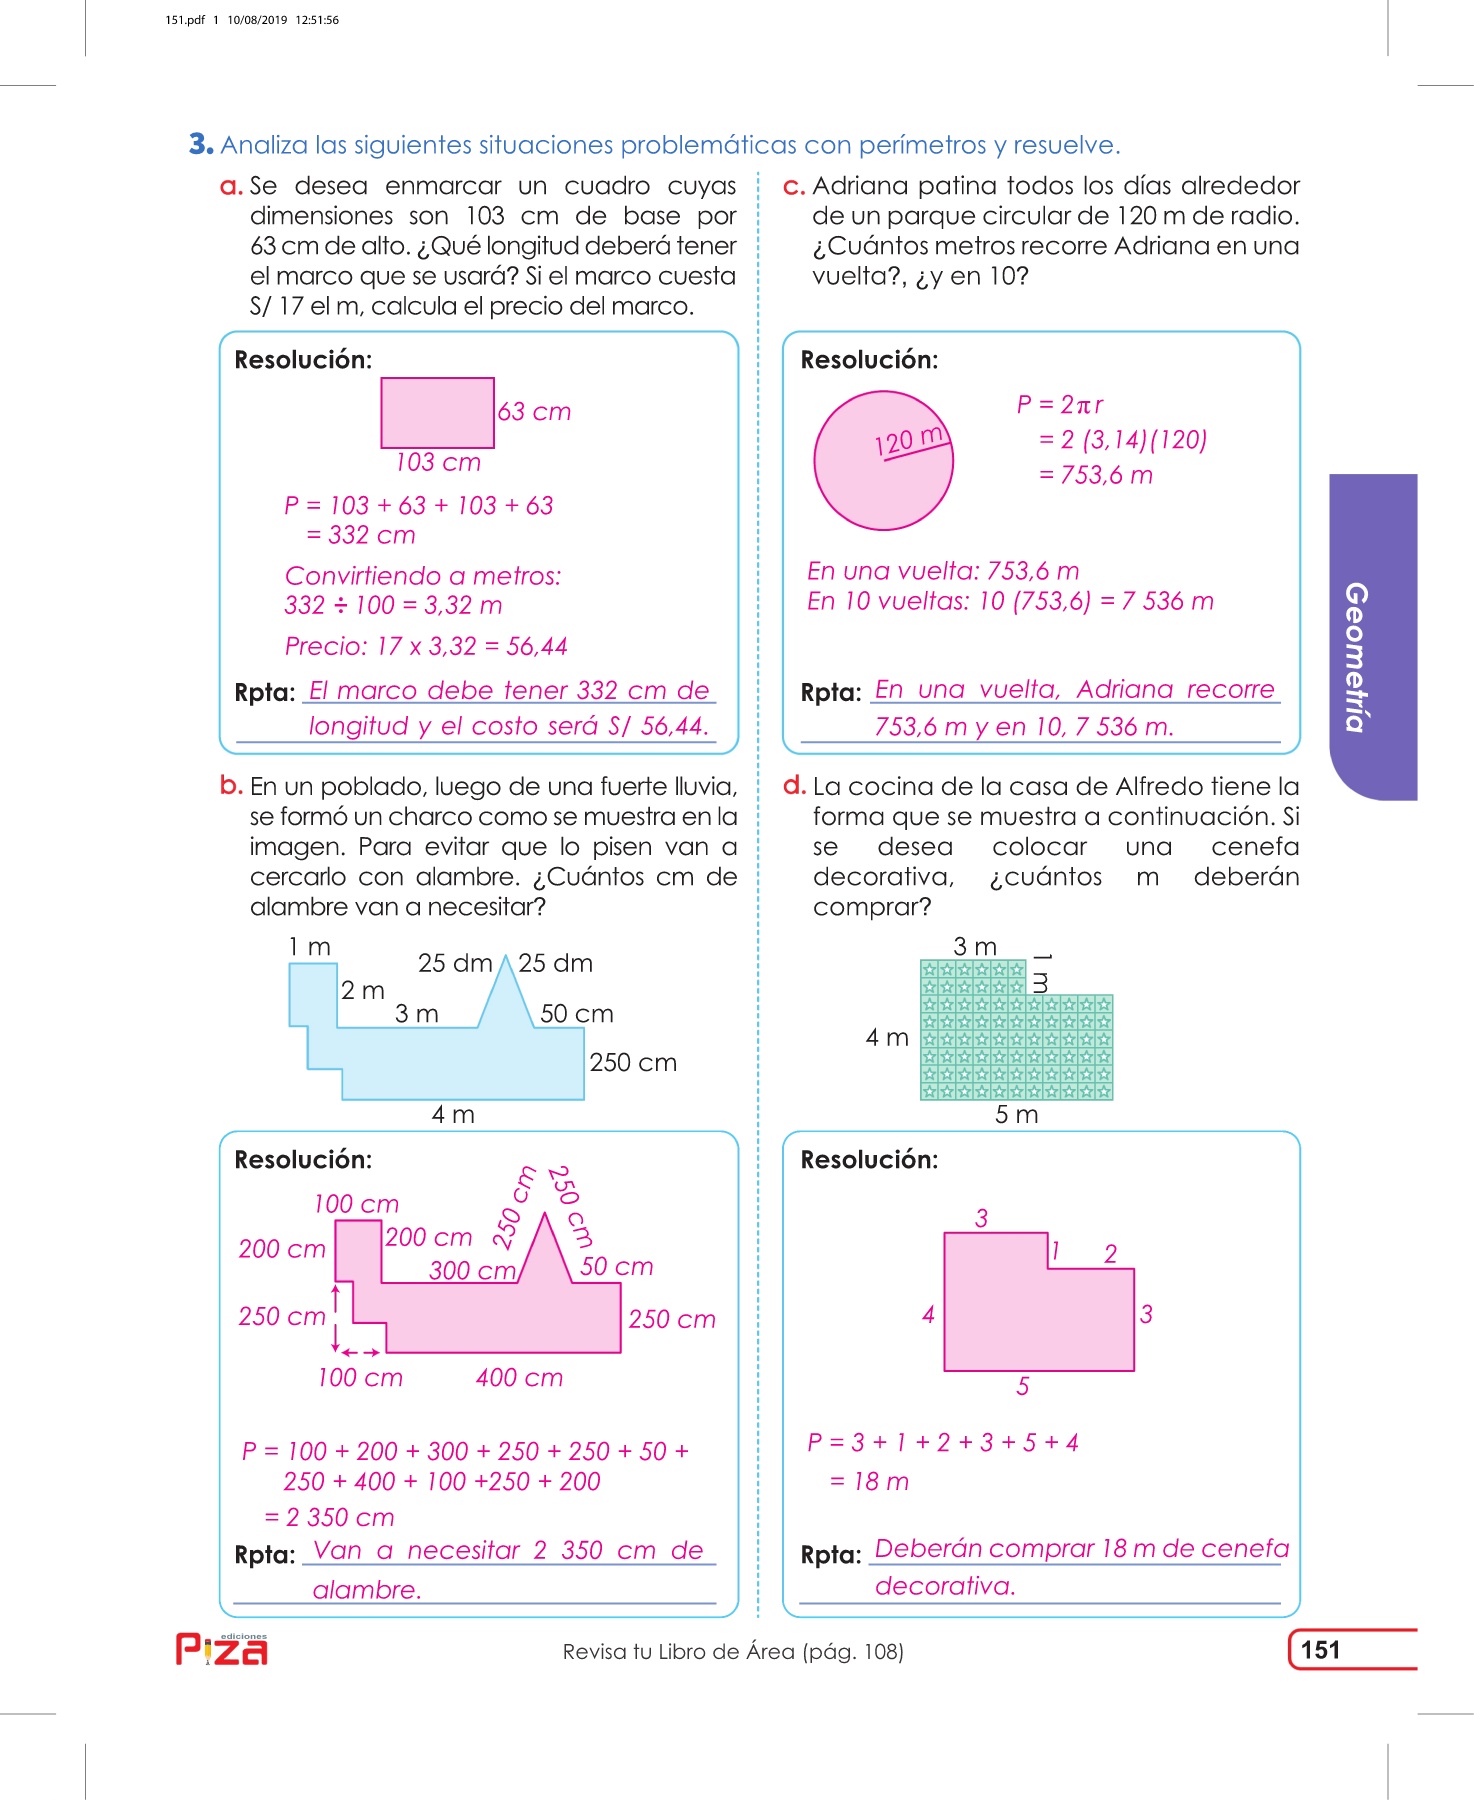 151.pdf 1 10/08/2019 12:51:56
3. Analiza las siguientes situaciones problemáticas con perímetros y resuelve.
a. Se desea enmarcar un cuadro cuyas
dimensiones son 103 cm de base por
63 cm de alto. ¿Qué longitud deberá tener
el marco que se usará? Si el marco cuesta
S/ 17 el m, calcula el precio del marco.
Resolución:
63 cm
103 cm
P = 103 + 63 + 103 + 63
= 332 cm
Convirtiendo a metros:
332 ÷ 100 = 3,32 m
Precio: 17 x 3,32 = 56,44
Rpta: El marco debe tener 332 cm de
longitud y el costo será S/ 56,44.
b. En un poblado, luego de una fuerte lluvia,
se formó un charco como se muestra en la
imagen. Para evitar que lo pisen van a
cercarlo con alambre. ¿Cuántos cm de
alambre van a necesitar?
1 m
25 dm 25 dm
2 m
3 m 50 cm
250 cm
4 m
Resolución:
250 cm 250 cm
100 cm
200 cm 200 cm
300 cm 50 cm
250 cm 250 cm
100 cm 400 cm
P = 100 + 200 + 300 + 250 + 250 + 50 +
250 + 400 + 100 +250 + 200
= 2 350 cm
Rpta: Van a necesitar 2 350 cm de
alambre.
c. Adriana patina todos los días alrededor
de un parque circular de 120 m de radio.
¿Cuántos metros recorre Adriana en una
vuelta?, ¿y en 10?
Resolución:
120 m
P = 2π r
= 2 (3,14)(120)
= 753,6 m
En una vuelta: 753,6 m
En 10 vueltas: 10 (753,6) = 7 536 m
Rpta: En una vuelta, Adriana recorre
753,6 m y en 10, 7 536 m.
d. La cocina de la casa de Alfredo tiene la
forma que se muestra a continuación. Si
se desea colocar una cenefa
decorativa, ¿cuántos m deberán
comprar?
3 m
1 m
4 m
5 m
Resolución:
3
1 2
4 3
5
P = 3 + 1 + 2 + 3 + 5 + 4
= 18 m
Rpta: Deberán comprar 18 m de cenefa
decorativa.
Geometría
ediciones
Piza
Revisa tu Libro de Área (pág. 108)
151